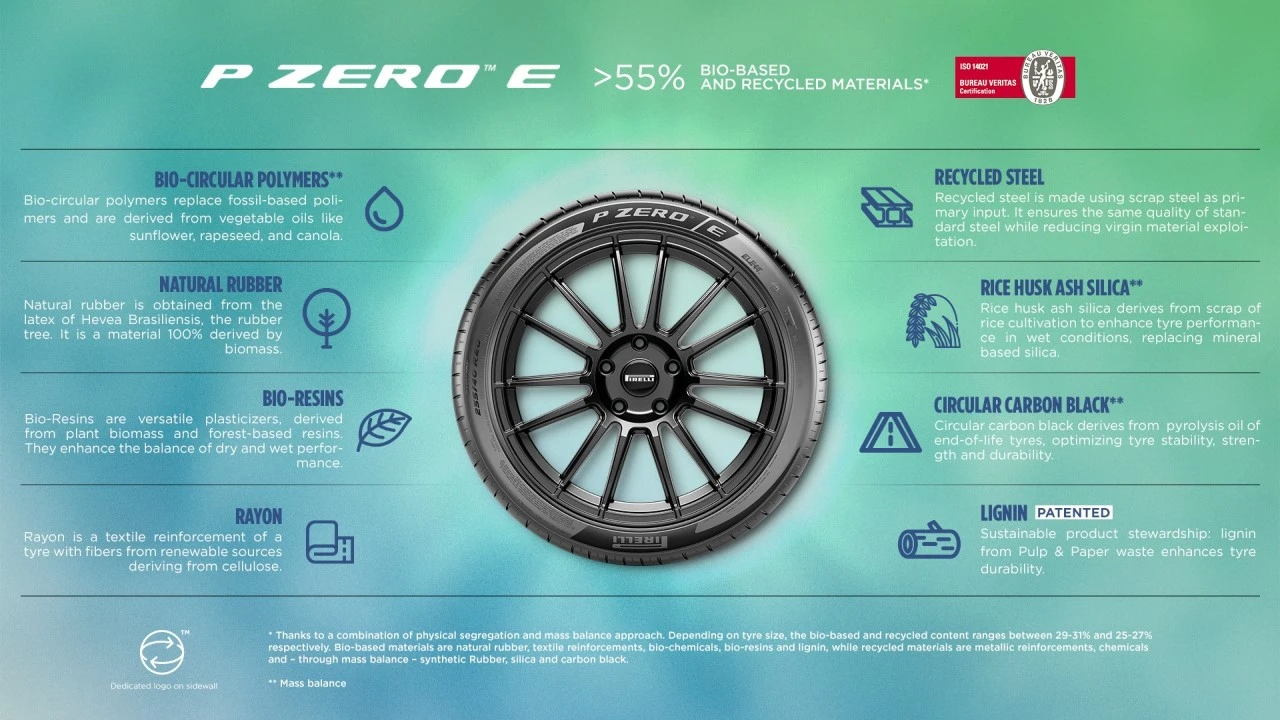 P ZERO™ E
>55%
BIO-BASED
AND RECYCLED MATERIALS*
ISO 14021
BUREAU VERITAS
Certification
BUREAU VERITAS
1828
BIO-CIRCULAR POLYMERS**
Bio-circular polymers replace fossil-based poli-
mers and are derived from vegetable oils like
sunflower, rapeseed, and canola.
NATURAL RUBBER
Natural rubber is obtained from the
latex of Hevea Brasiliensis, the rubber
tree. It is a material 100% derived by
biomass.
BIO-RESINS
Bio-Resins are versatile plasticizers, derived
from plant biomass and forest-based resins.
They enhance the balance of dry and wet perfor-
mance.
RAYON
Rayon is a textile reinforcement of a
tyre with fibers from renewable sources
deriving from cellulose.
P ZERO E
ELECT
PIRELLI
PIRELLI
RECYCLED STEEL
Recycled steel is made using scrap steel as pri-
mary input. It ensures the same quality of stan-
dard steel while reducing virgin material exploi-
tation.
RICE HUSK ASH SILICA**
Rice husk ash silica derives from scrap of
rice cultivation to enhance tyre performan-
ce in wet conditions, replacing mineral
based silica.
CIRCULAR CARBON BLACK**
Circular carbon black derives from pyrolysis oil of
end-of-life tyres, optimizing tyre stability, stren-
gth and durability.
LIGNIN PATENTED
Sustainable product stewardship: lignin
from Pulp & Paper waste enhances tyre
durability.
TM
Dedicated logo on sidewall
* Thanks to a combination of physical segregation and mass balance approach. Depending on tyre size, the bio-based and recycled content ranges between 29-31% and 25-27%
respectively. Bio-based materials are natural rubber, textile reinforcements, bio-chemicals, bio-resins and lignin, while recycled materials are metallic reinforcements, chemicals
and – through mass balance – synthetic Rubber, silica and carbon black.
** Mass balance